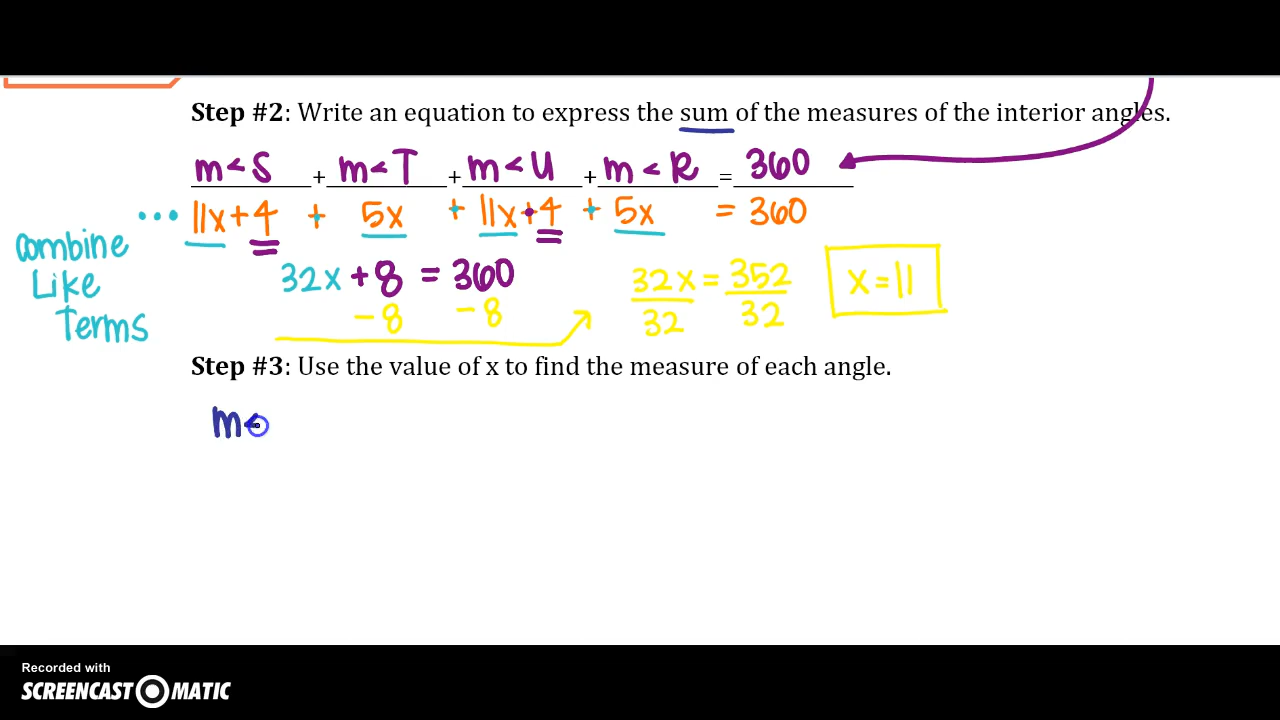 Step #2: Write an equation to express the sum of the measures of the interior angles.
m<S + m<T + m<U + m<R = 360
11x+4 + 5x + 11x+4 + 5x = 360
Combine
Like
Terms
32x +8 = 360
-8 -8
32x = 352
32 32
x=11
Step #3: Use the value of x to find the measure of each angle.
m<
Recorded with
SCREENCAST-O-MATIC